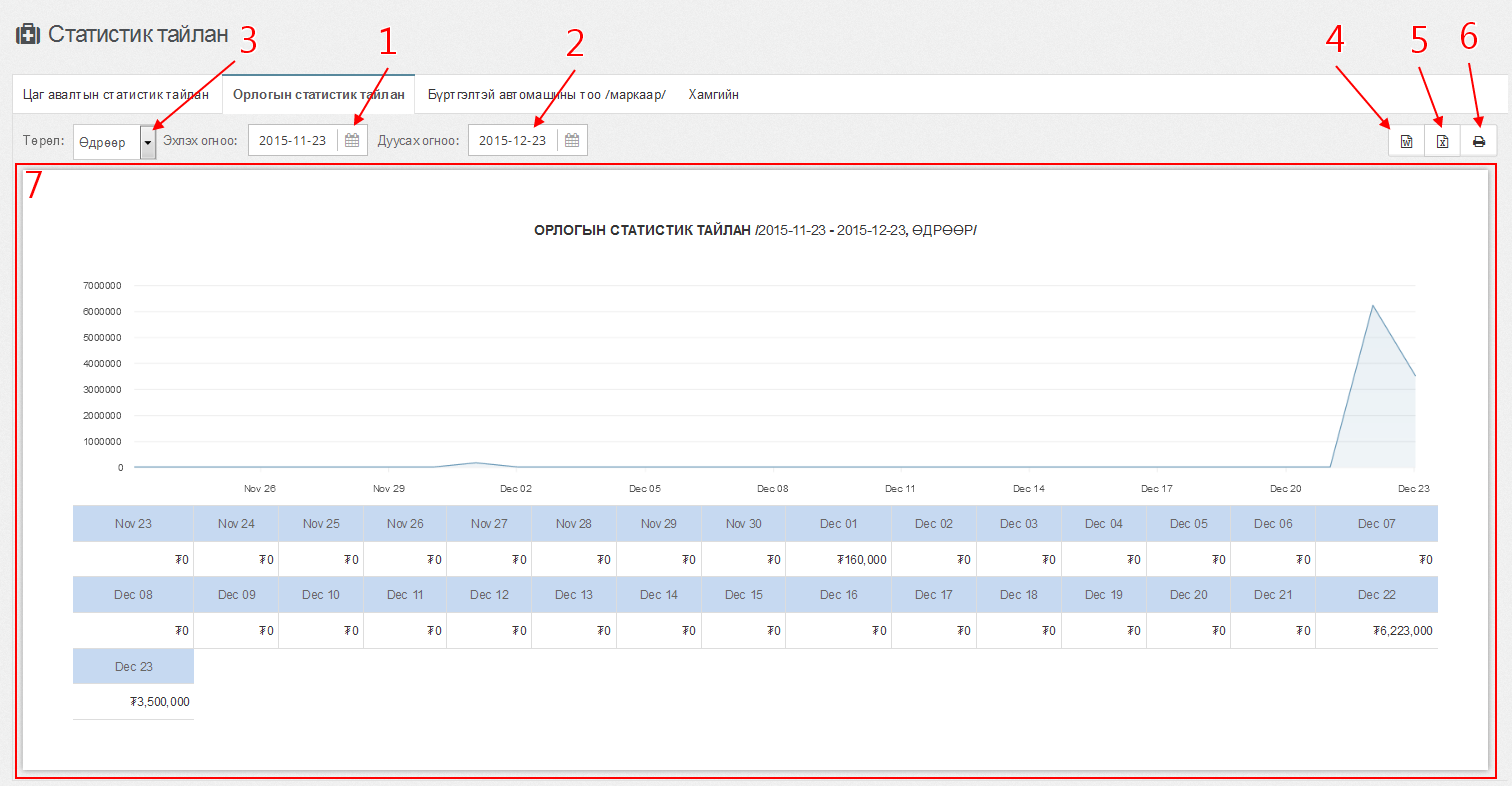 Статистик тайлан
3
1
2
4
5
6
Цаг авалтын статистик тайлан Орлогын статистик тайлан Бүртгэлтэй автомашины тоо /маркаар/ Хамгийн
Төрөл: Өдрөөр Эхлэх огноо: 2015-11-23 Дуусах огноо: 2015-12-23
7
ОРЛОГЫН СТАТИСТИК ТАЙЛАН /2015-11-23 - 2015-12-23, ӨДРӨӨР/
7000000
6000000
5000000
4000000
3000000
2000000
1000000
0
Nov 26 Nov 29 Dec 02 Dec 05 Dec 08 Dec 11 Dec 14 Dec 17 Dec 20 Dec 23
Nov 23 Nov 24 Nov 25 Nov 26 Nov 27 Nov 28 Nov 29 Nov 30 Dec 01 Dec 02 Dec 03 Dec 04 Dec 05 Dec 06 Dec 07
₮0 ₮0 ₮0 ₮0 ₮0 ₮0 ₮0 ₮0 ₮160,000 ₮0 ₮0 ₮0 ₮0 ₮0 ₮0
Dec 08 Dec 09 Dec 10 Dec 11 Dec 12 Dec 13 Dec 14 Dec 15 Dec 16 Dec 17 Dec 18 Dec 19 Dec 20 Dec 21 Dec 22
₮0 ₮0 ₮0 ₮0 ₮0 ₮0 ₮0 ₮0 ₮0 ₮0 ₮0 ₮0 ₮0 ₮0 ₮6,223,000
Dec 23
₮3,500,000